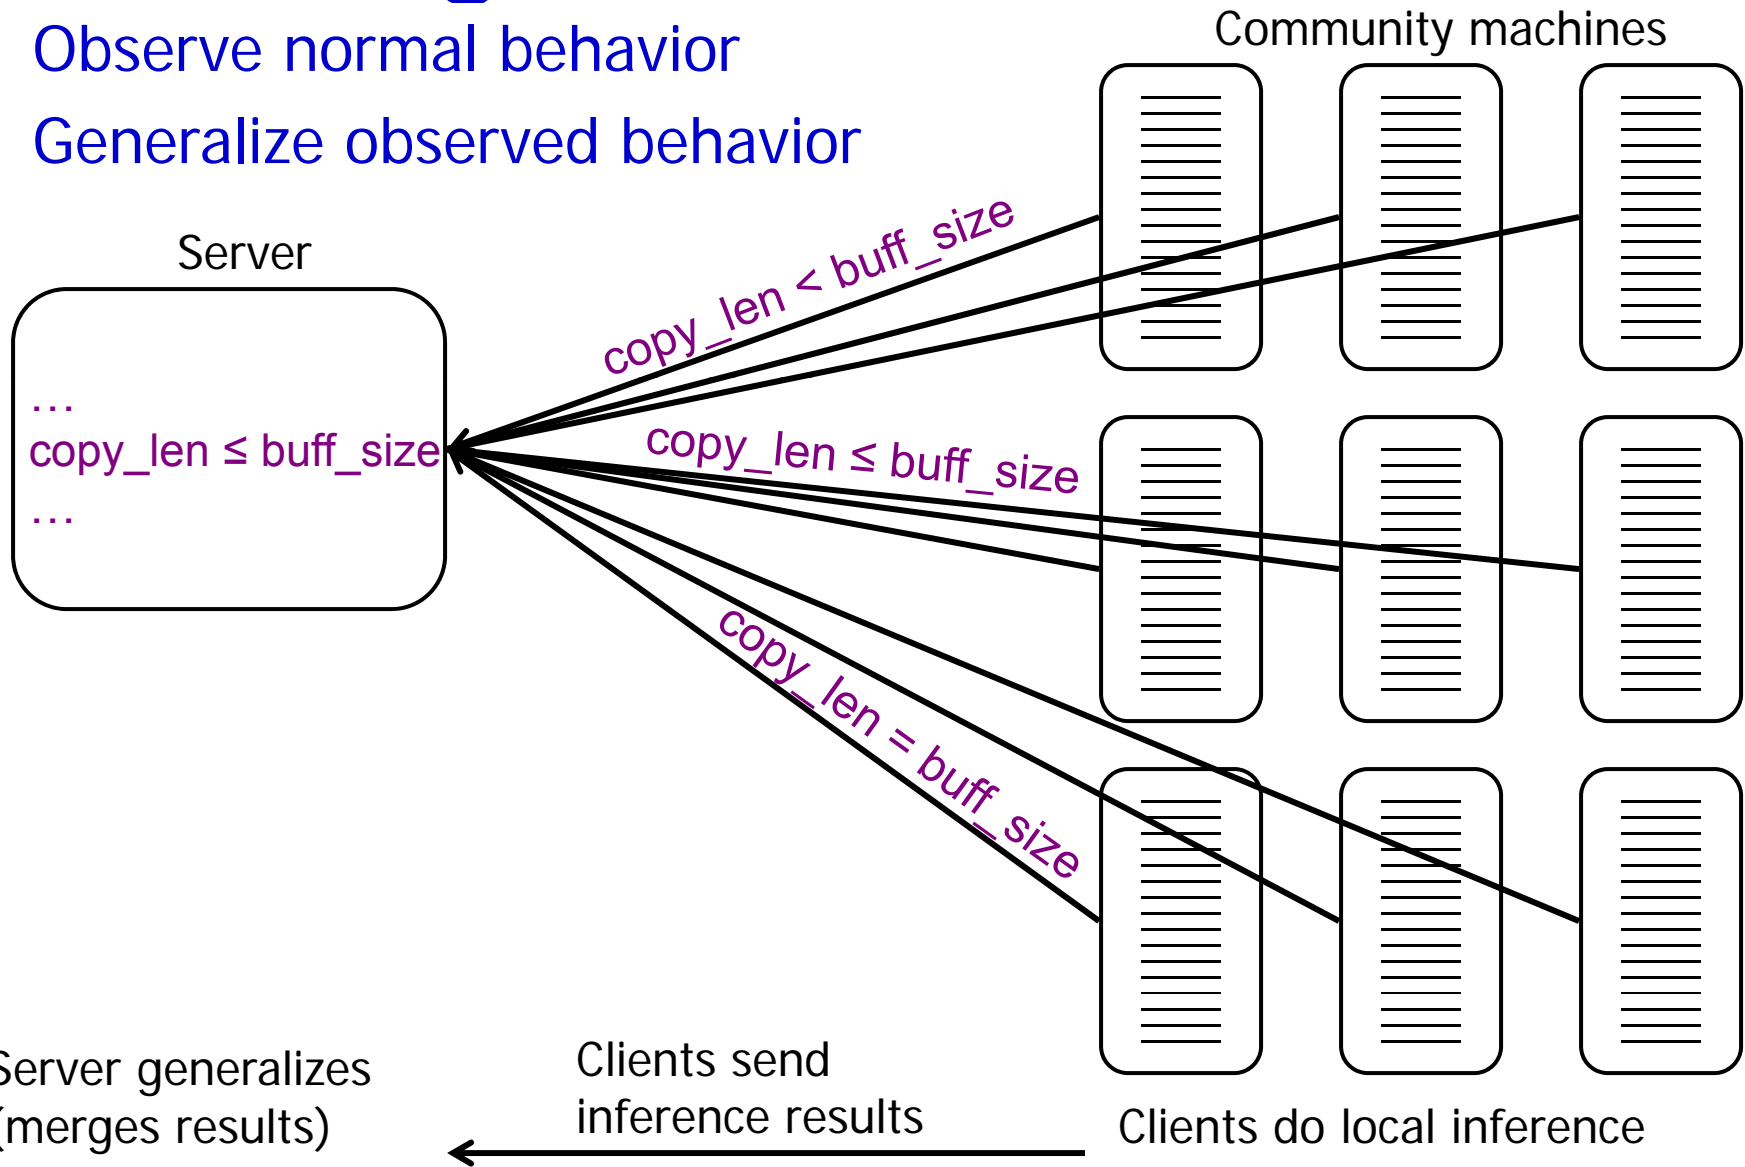 Observe normal behavior
Generalize observed behavior
Community machines
Server
…
copy_len ≤ buff_size
…
copy_len < buff_size
copy_len ≤ buff_size
copy_len = buff_size
Server generalizes
(merges results)
Clients send
inference results
Clients do local inference